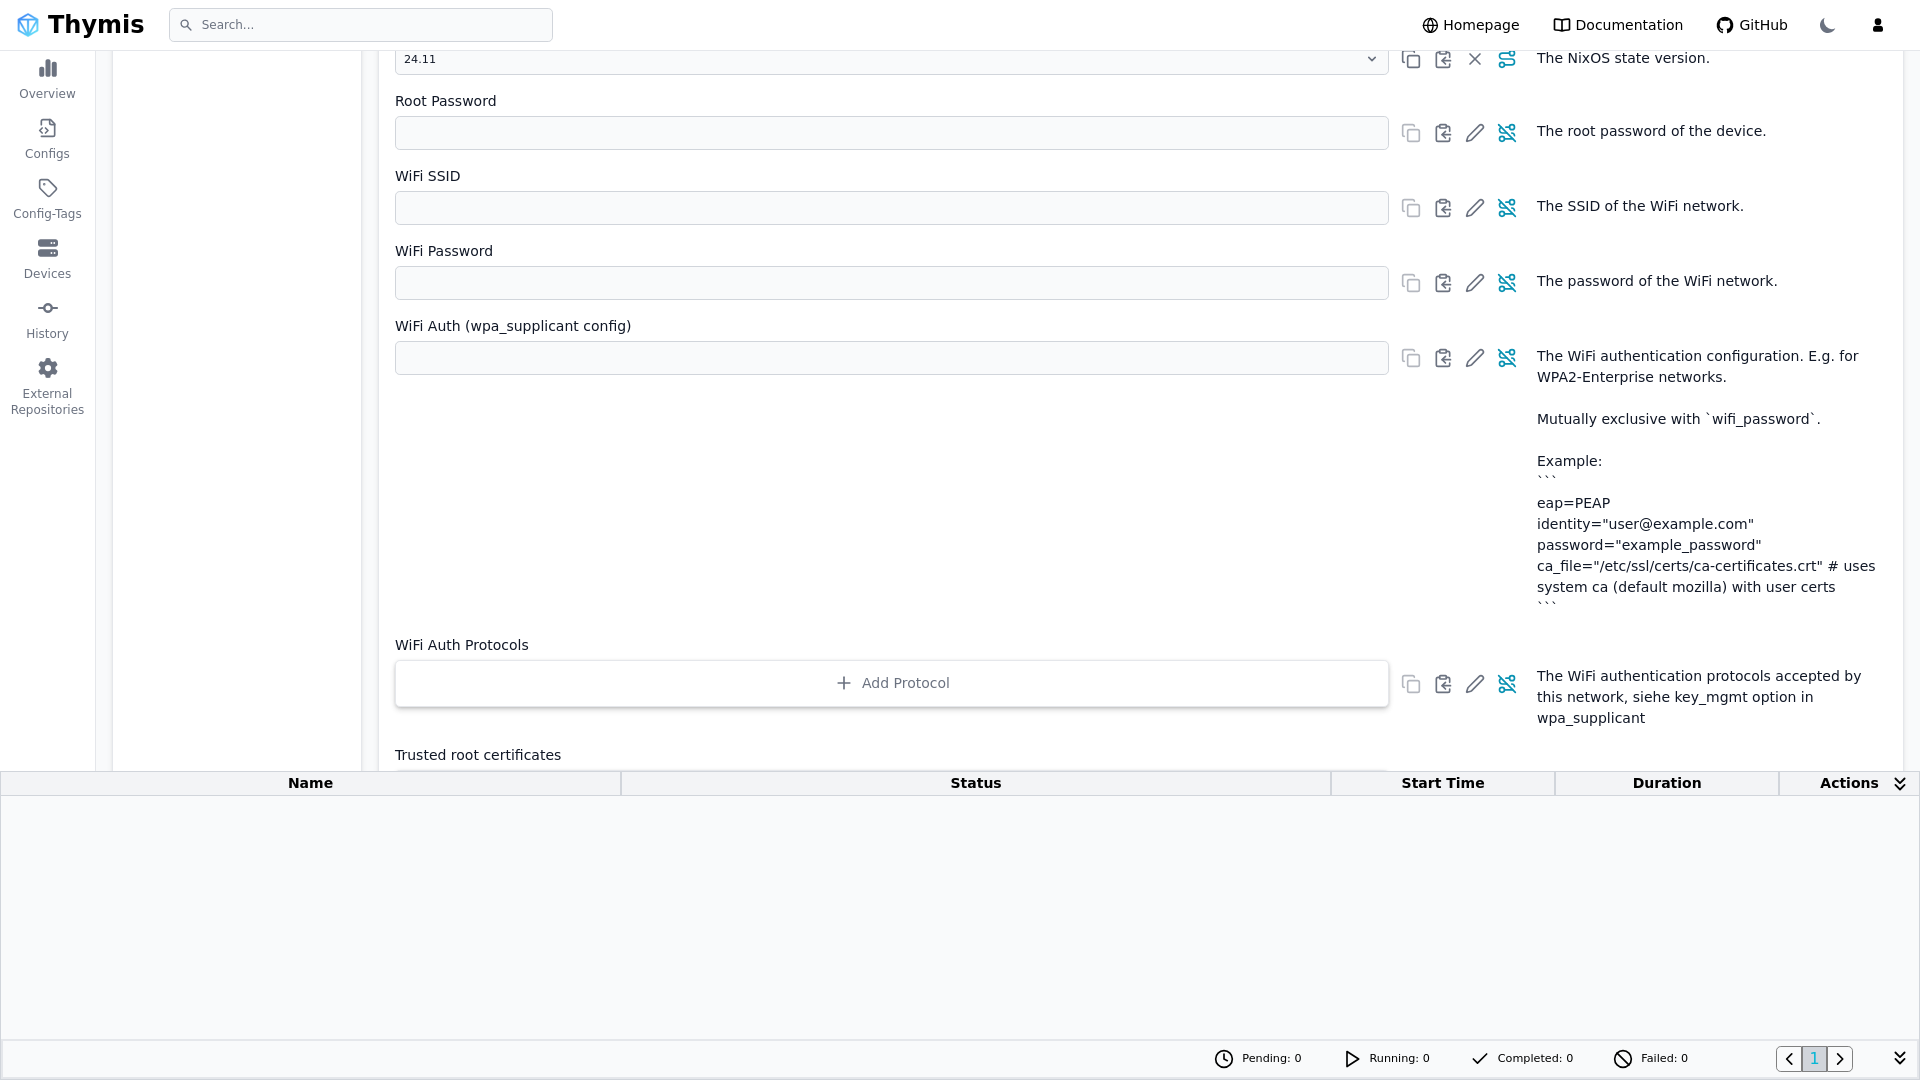 Thymis
Search...
Homepage
Documentation
GitHub
Overview
Configs
Config-Tags
Devices
History
External
Repositories
24.11
The NixOS state version.
Root Password
The root password of the device.
WiFi SSID
The SSID of the WiFi network.
WiFi Password
The password of the WiFi network.
WiFi Auth (wpa_supplicant config)
The WiFi authentication configuration. E.g. for
WPA2-Enterprise networks.
Mutually exclusive with `wifi_password`.
Example:
```
eap=PEAP
identity="user@example.com"
password="example_password"
ca_file="/etc/ssl/certs/ca-certificates.crt" # uses
system ca (default mozilla) with user certs
```
WiFi Auth Protocols
Add Protocol
The WiFi authentication protocols accepted by
this network, siehe key_mgmt option in
wpa_supplicant
Trusted root certificates
Name
Status
Start Time
Duration
Actions
Pending: 0
Running: 0
Completed: 0
Failed: 0
1